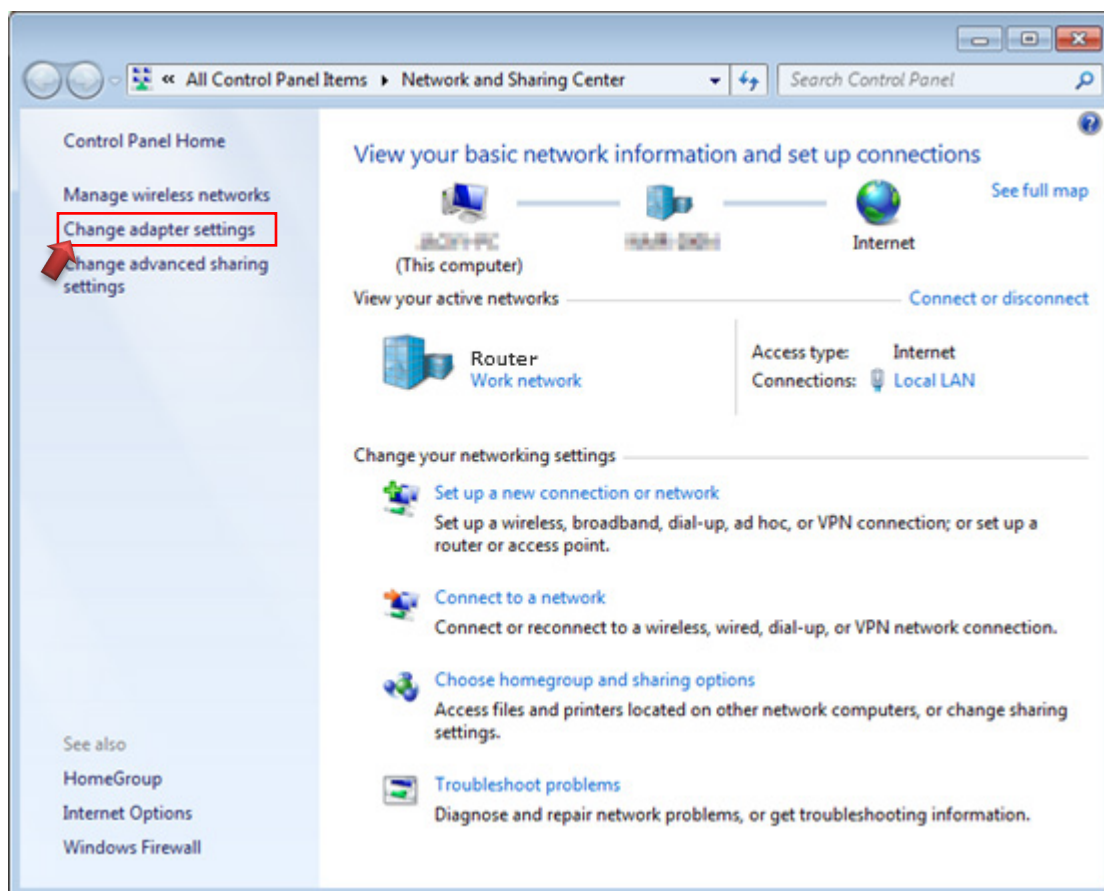 « All Control Panel Items ▸ Network and Sharing Center
Search Control Panel
Control Panel Home
Manage wireless networks
Change adapter settings
Change advanced sharing
settings
See also
HomeGroup
Internet Options
Windows Firewall
View your basic network information and set up connections
See full map
(This computer)
Internet
View your active networks
Connect or disconnect
Router
Work network
Access type: Internet
Connections: Local LAN
Change your networking settings
Set up a new connection or network
Set up a wireless, broadband, dial-up, ad hoc, or VPN connection; or set up a
router or access point.
Connect to a network
Connect or reconnect to a wireless, wired, dial-up, or VPN network connection.
Choose homegroup and sharing options
Access files and printers located on other network computers, or change sharing
settings.
Troubleshoot problems
Diagnose and repair network problems, or get troubleshooting information.